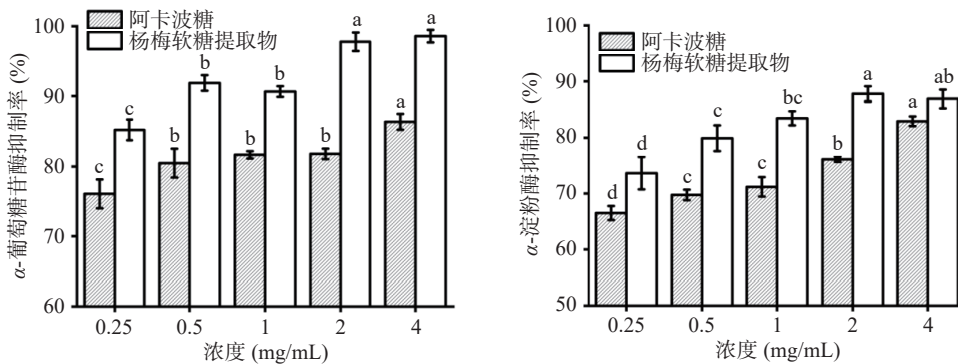 α-葡萄糖苷酶抑制率 (%)
100
90
80
70
60
阿卡波糖
杨梅软糖提取物
c
c
b
b
b
b
b
a
a
a
0.25
0.5
1
2
4
浓度 (mg/mL)
α-淀粉酶抑制率 (%)
100
90
80
70
60
50
阿卡波糖
杨梅软糖提取物
d
d
c
b
c
bc
b
a
a
ab
0.25
0.5
1
2
4
浓度 (mg/mL)